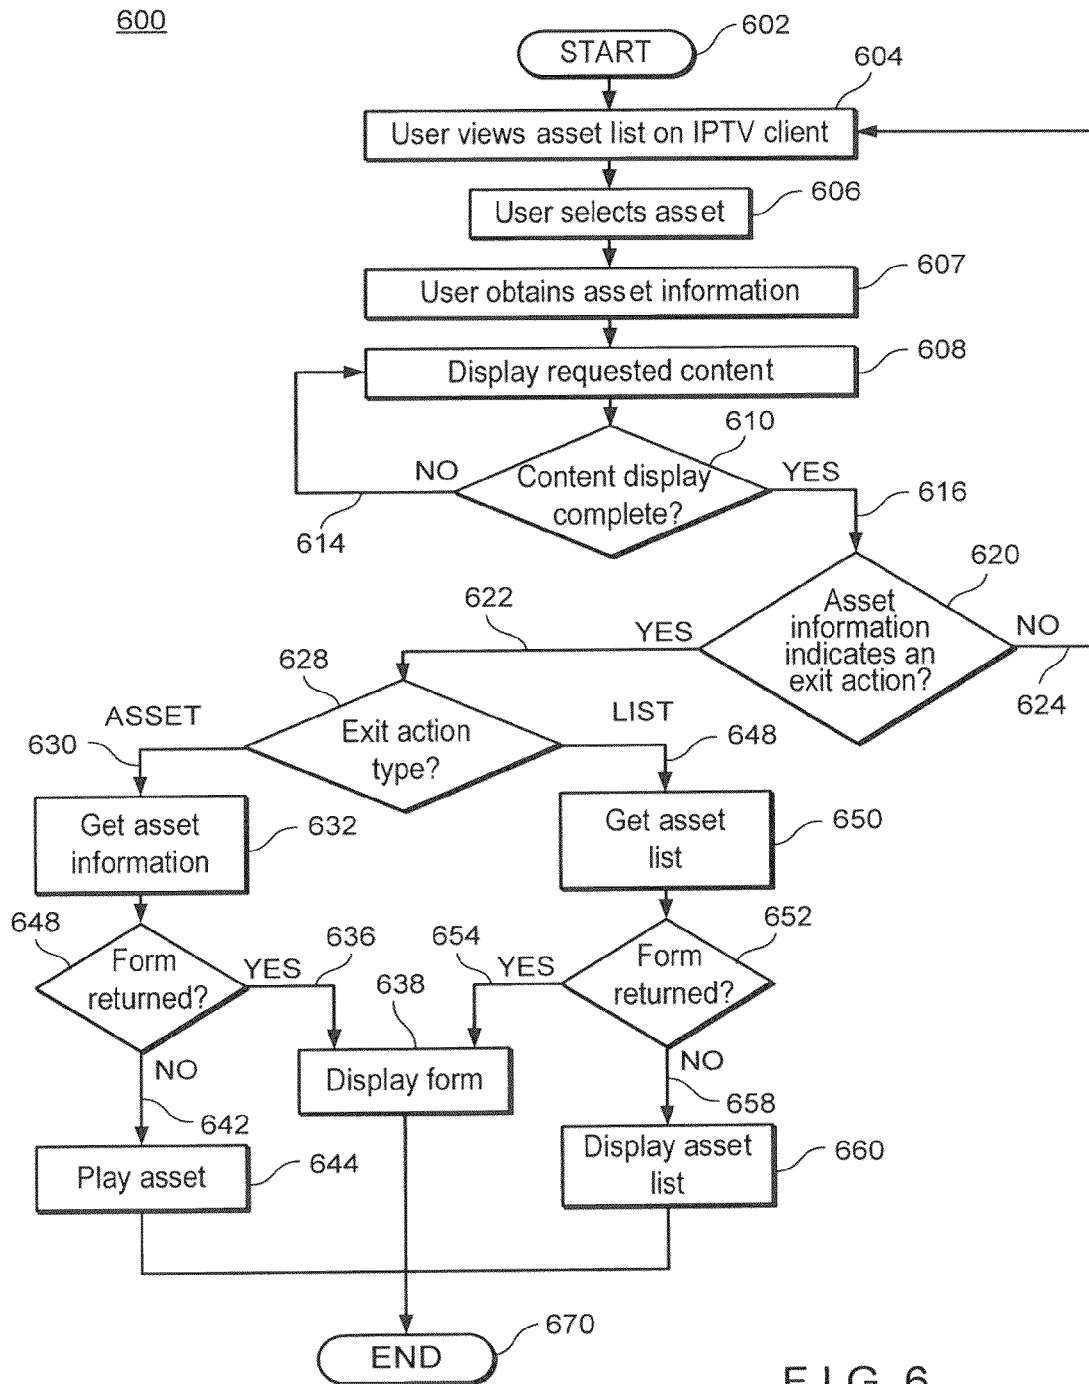 600
START
602
604
User views asset list on IPTV client
606
User selects asset
607
User obtains asset information
608
Display requested content
610
NO
Content display
complete?
YES
614
616
620
622
YES
Asset
information
indicates an
exit action?
NO
624
628
ASSET
LIST
630
Exit action
type?
648
Get asset
information
632
Get asset
list
650
648
636
654
652
Form
returned?
YES
638
YES
Form
returned?
NO
Display form
NO
642
658
Play asset
644
Display asset
list
660
670
END
FIG. 6